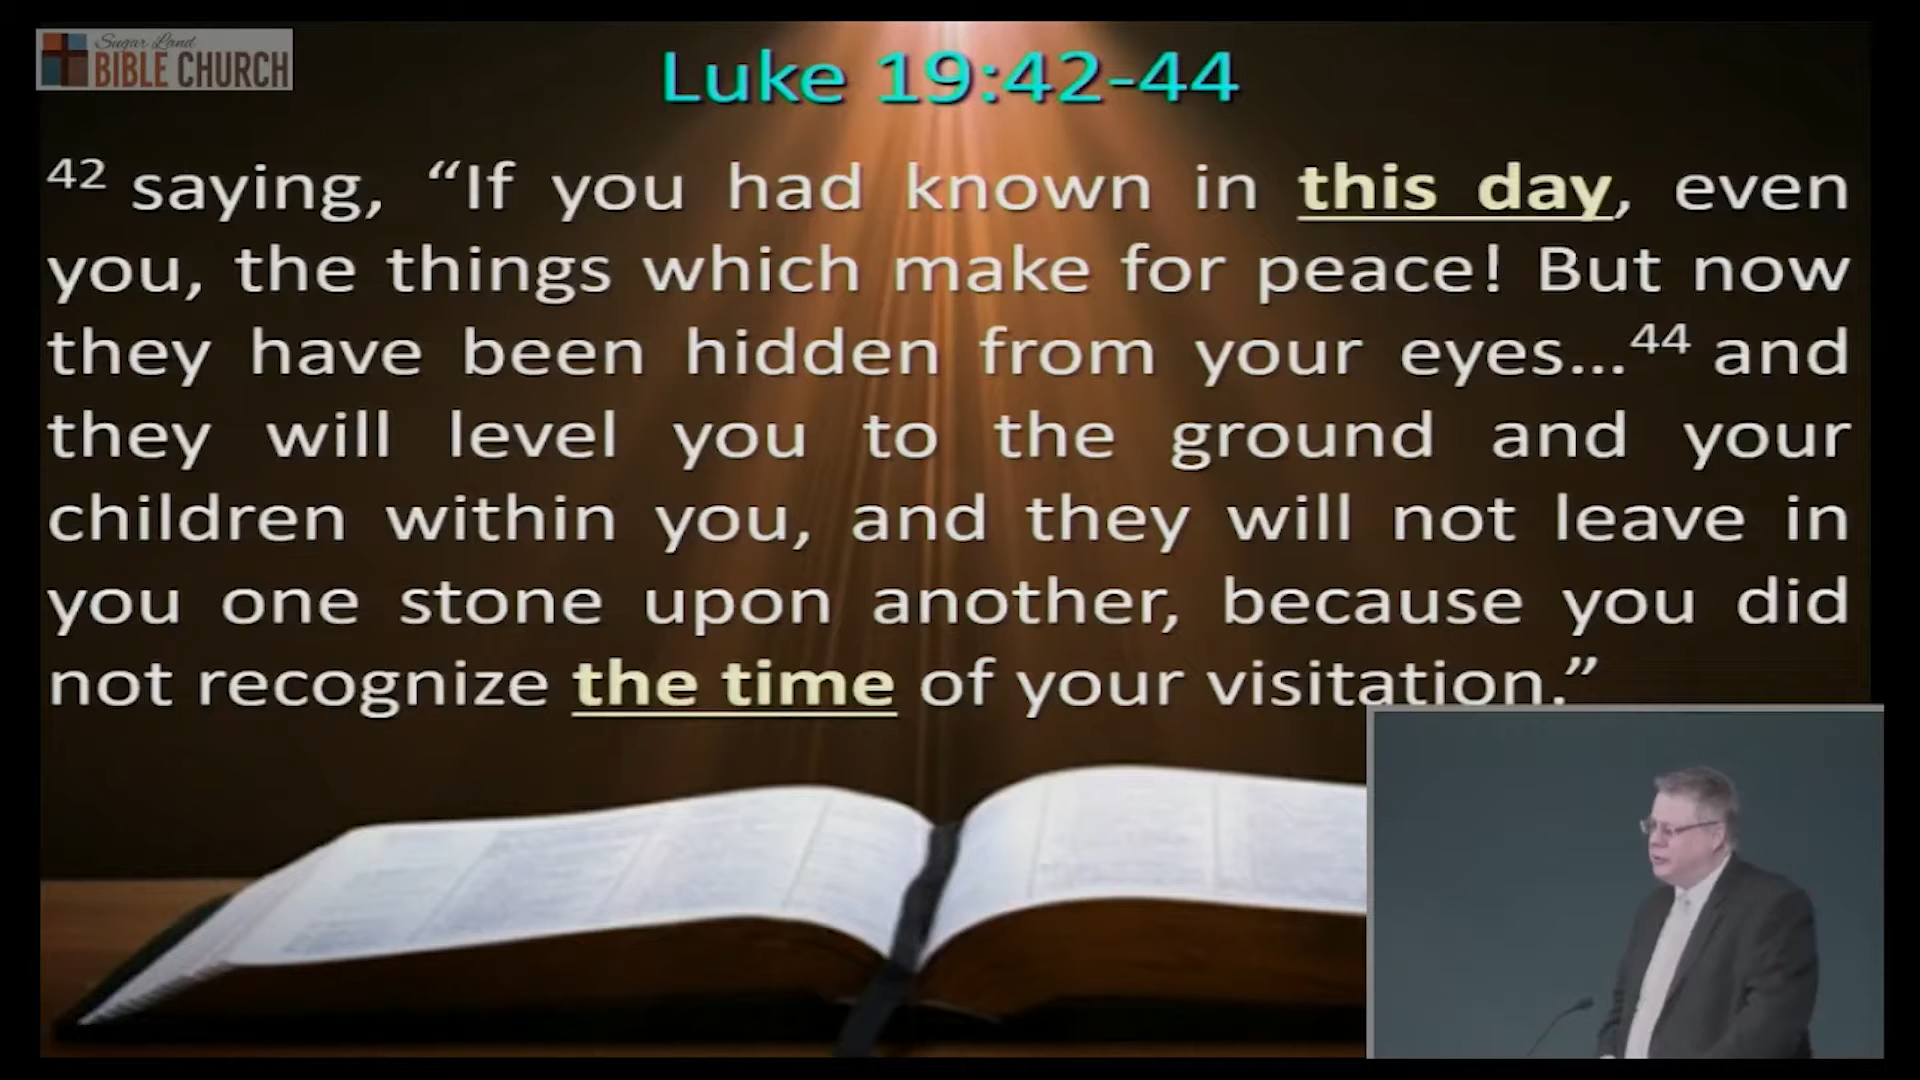 Sugar Land
BIBLE CHURCH
Luke 19:42-44
42 saying, “If you had known in this day, even
you, the things which make for peace! But now
they have been hidden from your eyes...44 and
they will level you to the ground and your
children within you, and they will not leave in
you one stone upon another, because you did
not recognize the time of your visitation.”